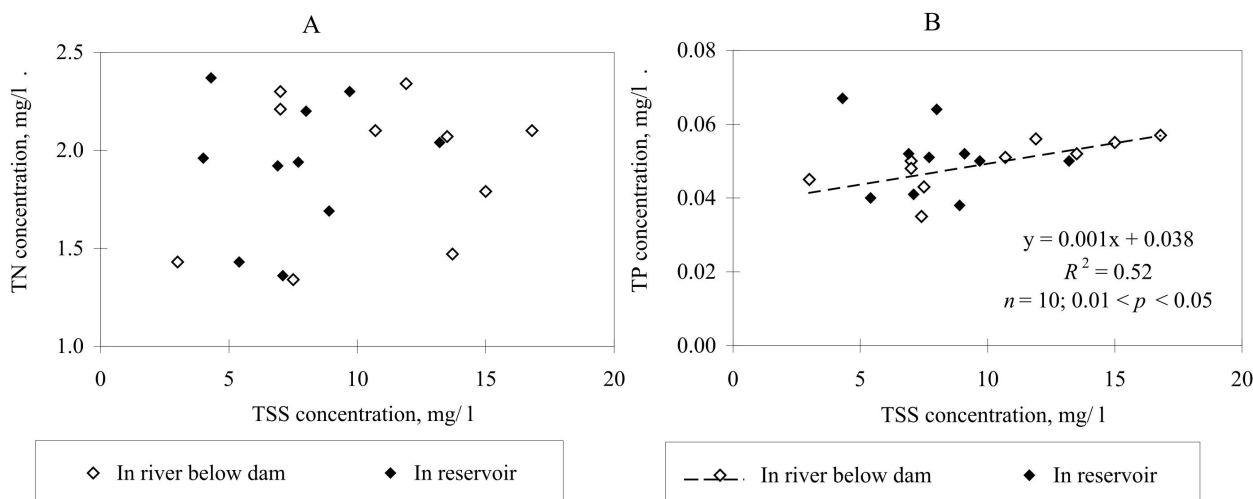 A
TN concentration, mg/l .
2.5
2.0
1.5
1.0
0
5
10
15
20
TSS concentration, mg/ l
In river below dam
In reservoir
B
TP concentration, mg/l .
0.08
0.06
0.04
0.02
0.00
y = 0.001x + 0.038
R² = 0.52
n = 10; 0.01 < p < 0.05
0
5
10
15
20
TSS concentration, mg/ l
In river below dam
In reservoir